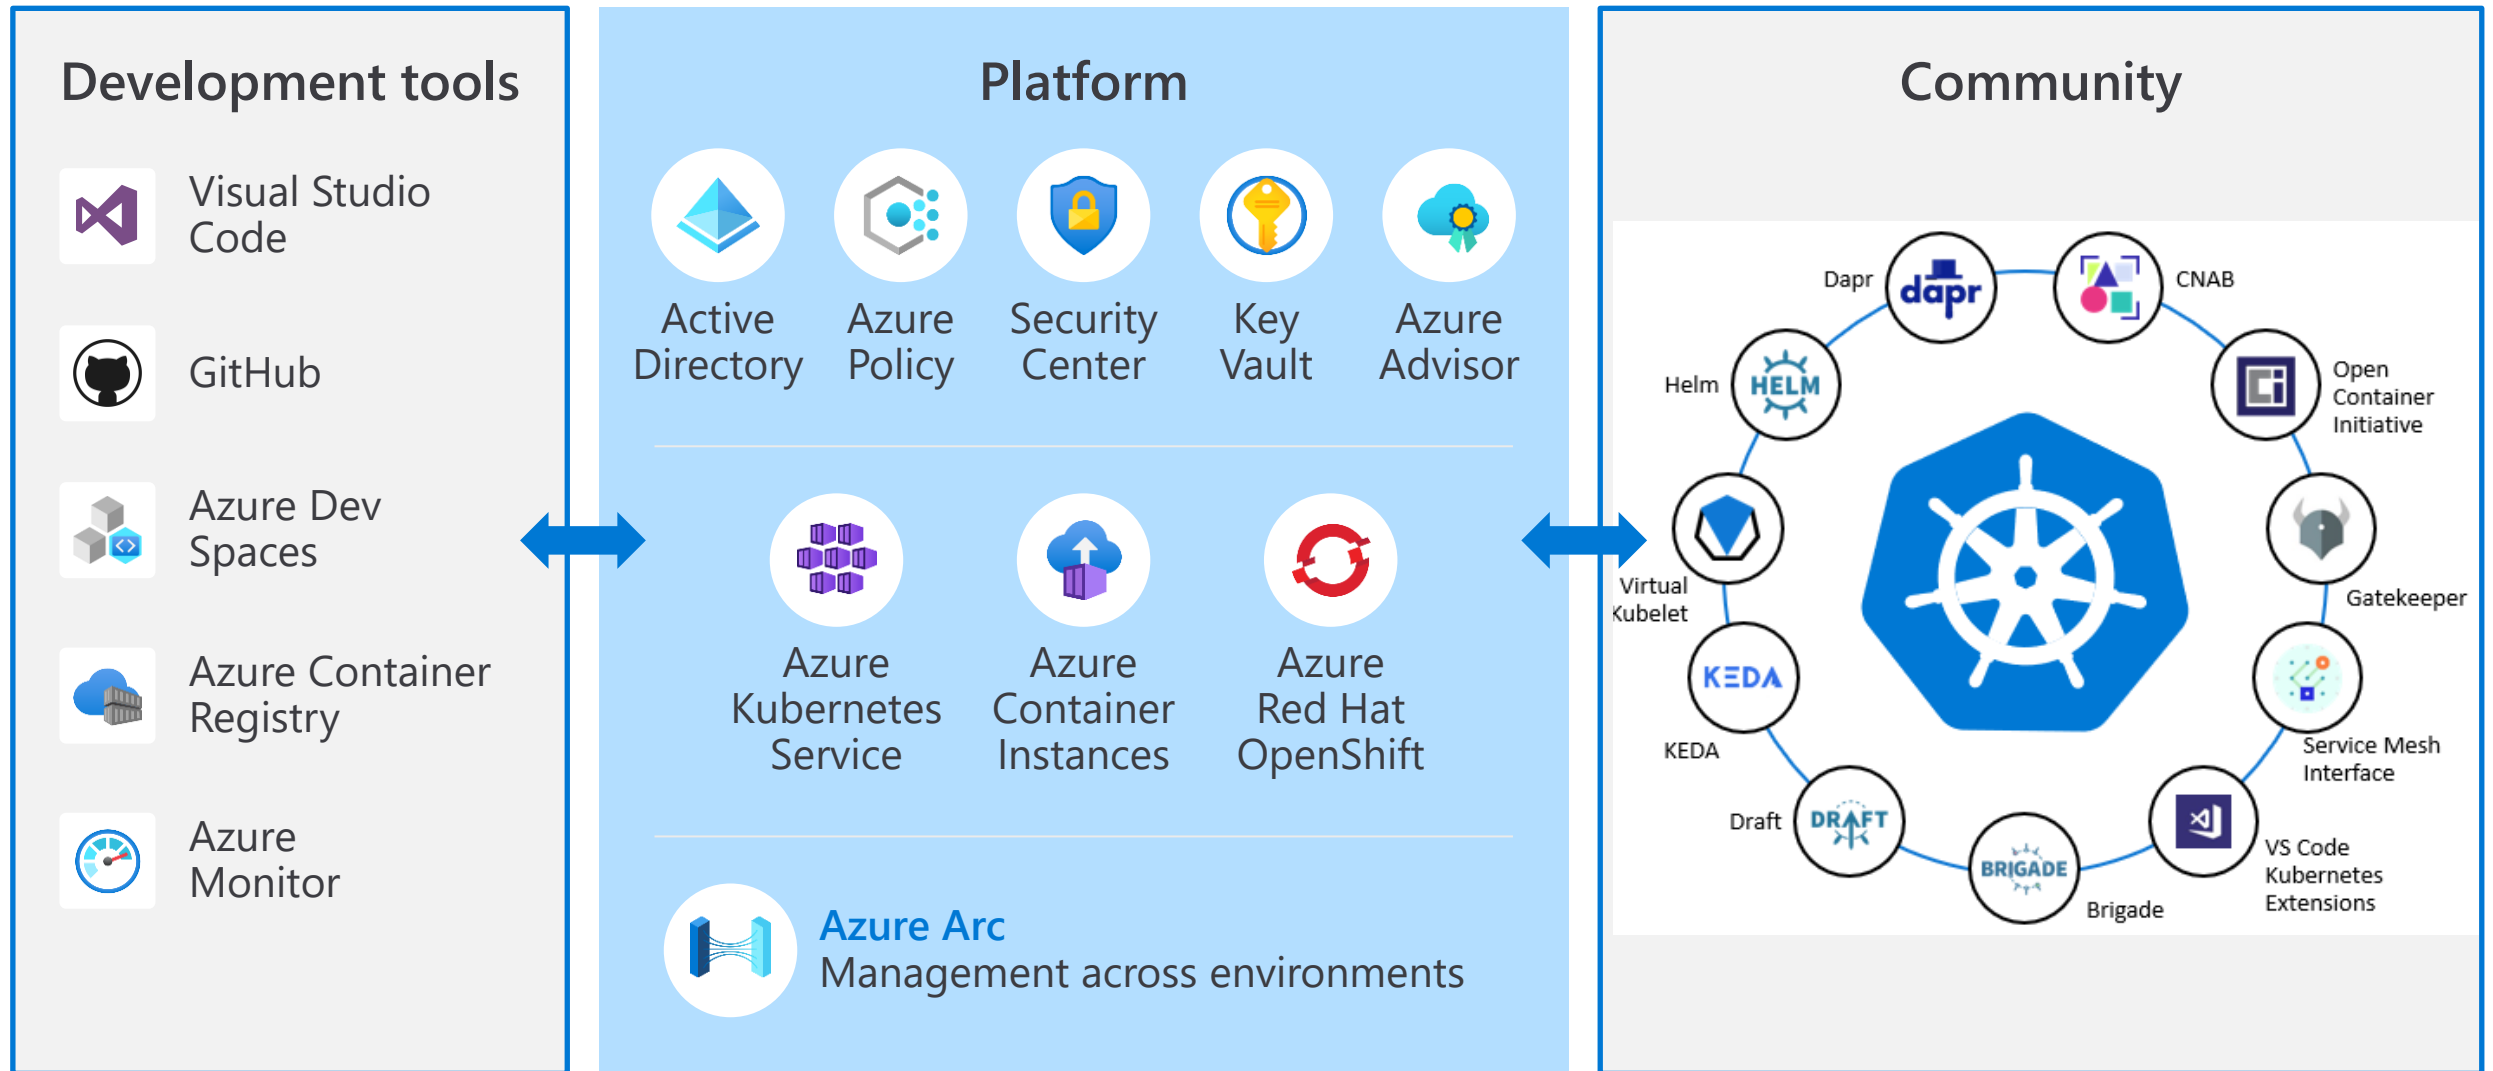 Development tools
Visual Studio
Code
GitHub
Azure Dev
Spaces
Azure Container
Registry
Azure
Monitor
Platform
Active
Directory
Azure
Policy
Security
Center
Key
Vault
Azure
Advisor
Azure
Kubernetes
Service
Azure
Container
Instances
Azure
Red Hat
OpenShift
Azure Arc
Management across environments
Community
Dapr
dapr
CNAB
Helm
HELM
Open
Container
Initiative
Virtual
Kubelet
Gatekeeper
KEDA
KEDA
Service Mesh
Interface
Draft
DRAFT
BRIGADE
Brigade
VS Code
Kubernetes
Extensions